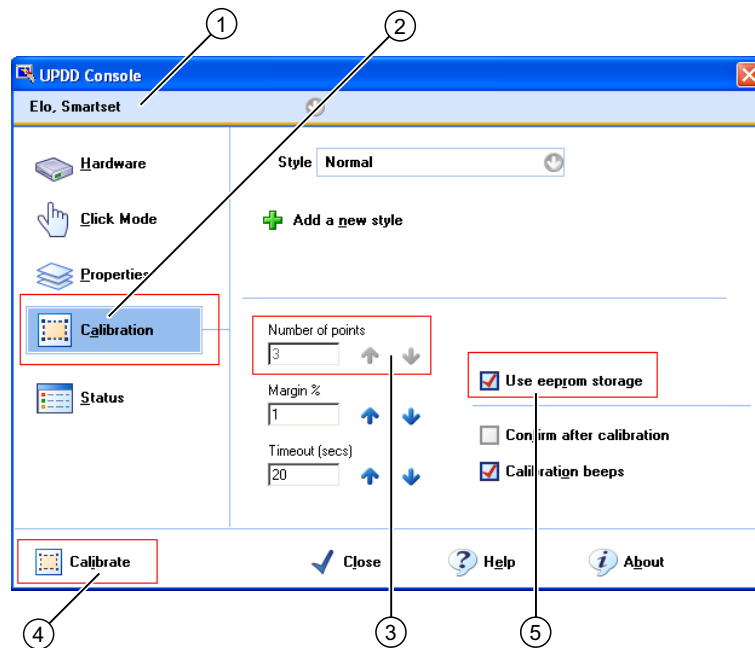 1
2
UPDD Console
Elo, Smartset
Hardware
Click Mode
Properties
Calibration
Status
Style Normal
Add a new style
Number of points
3
Margin %
1
Timeout (secs)
20
Use eeprom storage
Confirm after calibration
Calibration beeps
Calibrate
Close
Help
About
4
3
5